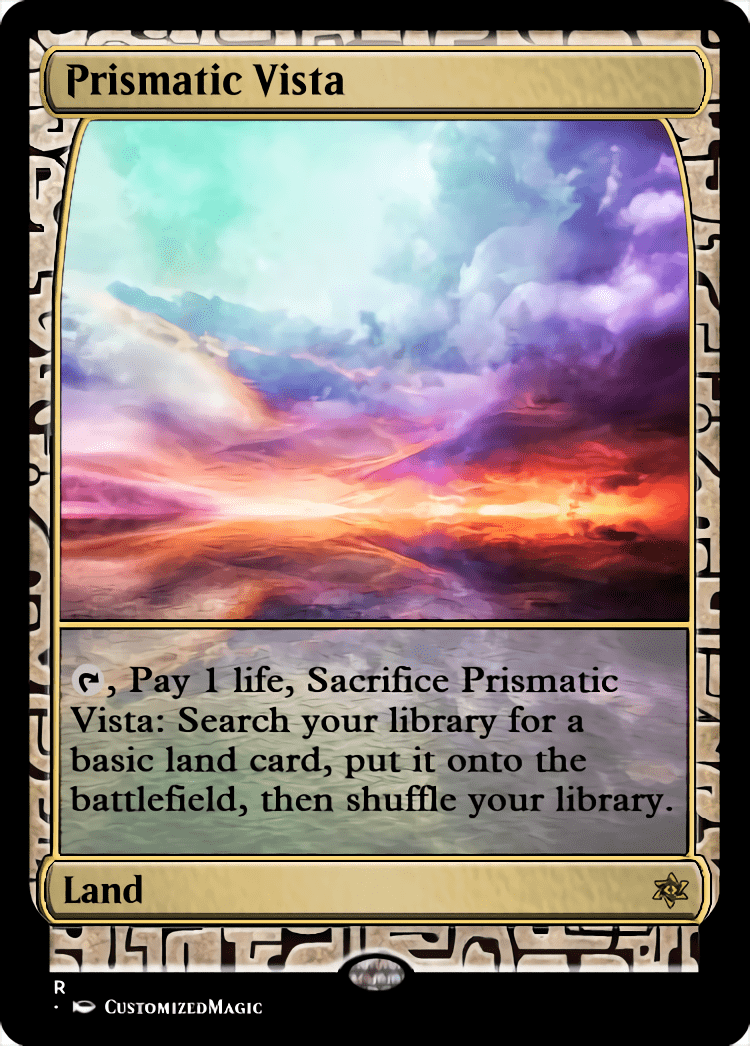 Prismatic Vista
, Pay 1 life, Sacrifice Prismatic
Vista: Search your library for a
basic land card, put it onto the
battlefield, then shuffle your library.
Land
R
· CustomizedMagic